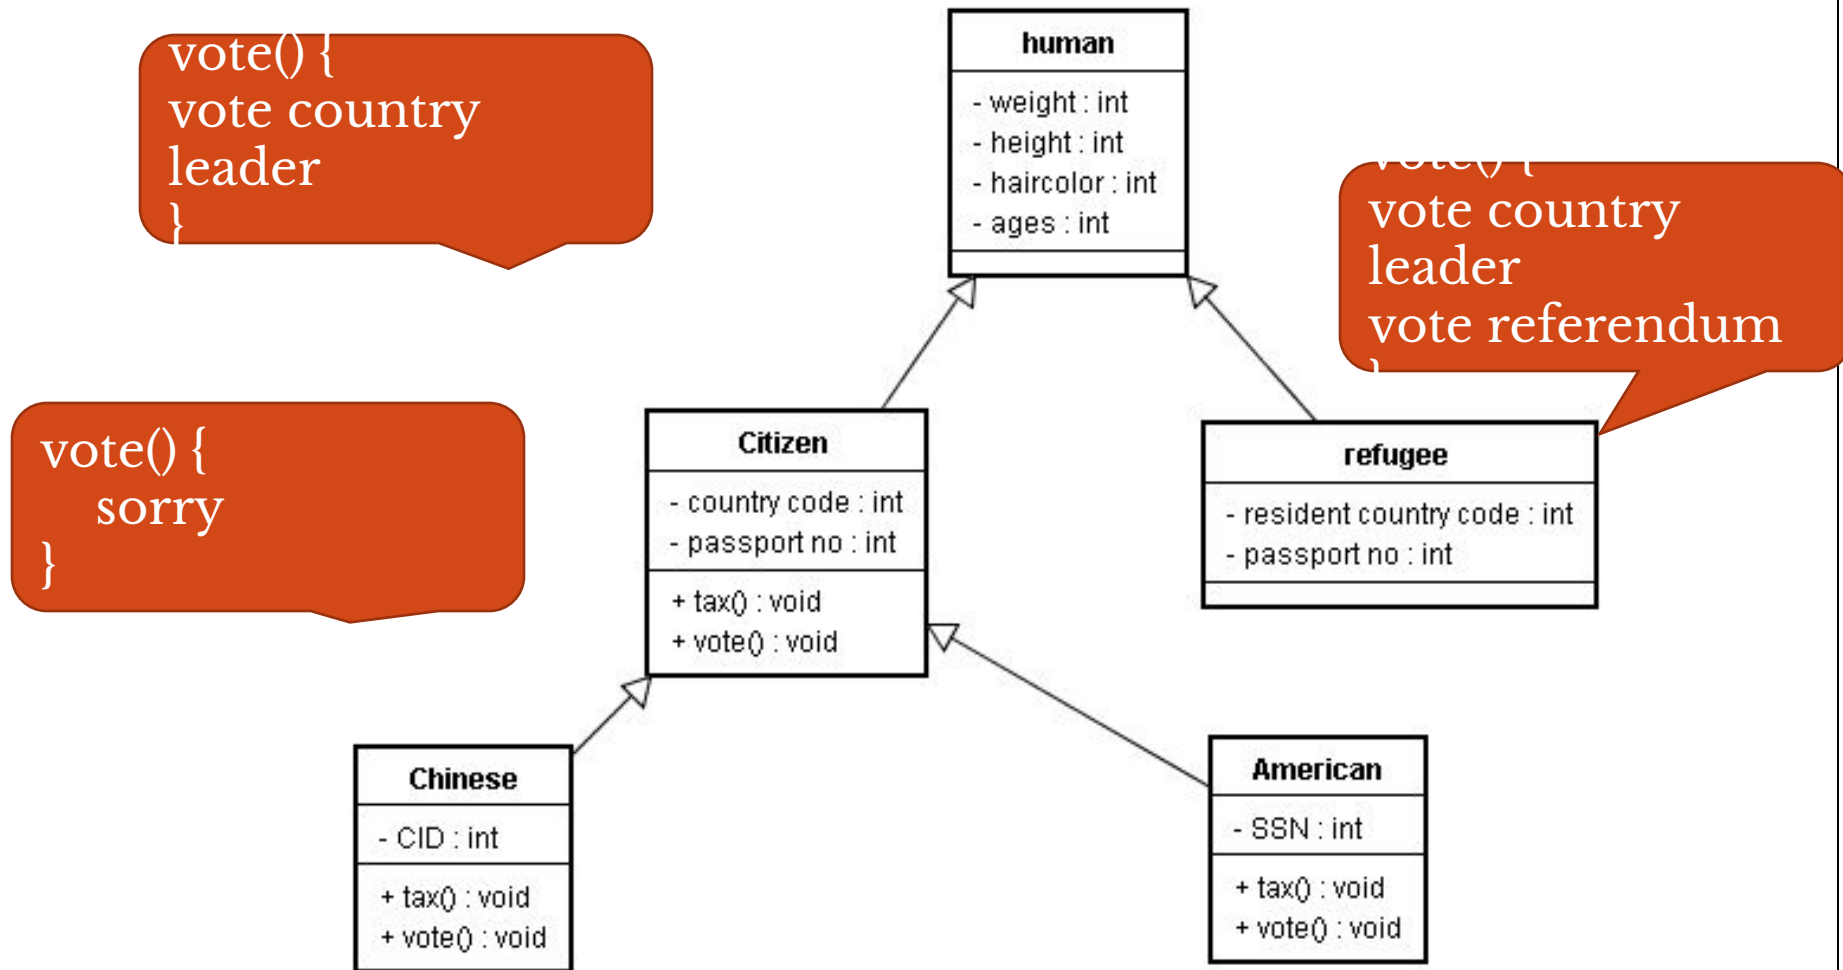 vote() {
vote country
leader
}
human
- weight : int
- height : int
- haircolor : int
- ages : int
vote() {
vote country
leader
vote referendum
}
vote() {
sorry
}
Citizen
- country code : int
- passport no : int
+ tax() : void
+ vote() : void
refugee
- resident country code : int
- passport no : int
Chinese
- CID : int
+ tax() : void
+ vote() : void
American
- SSN : int
+ tax() : void
+ vote() : void